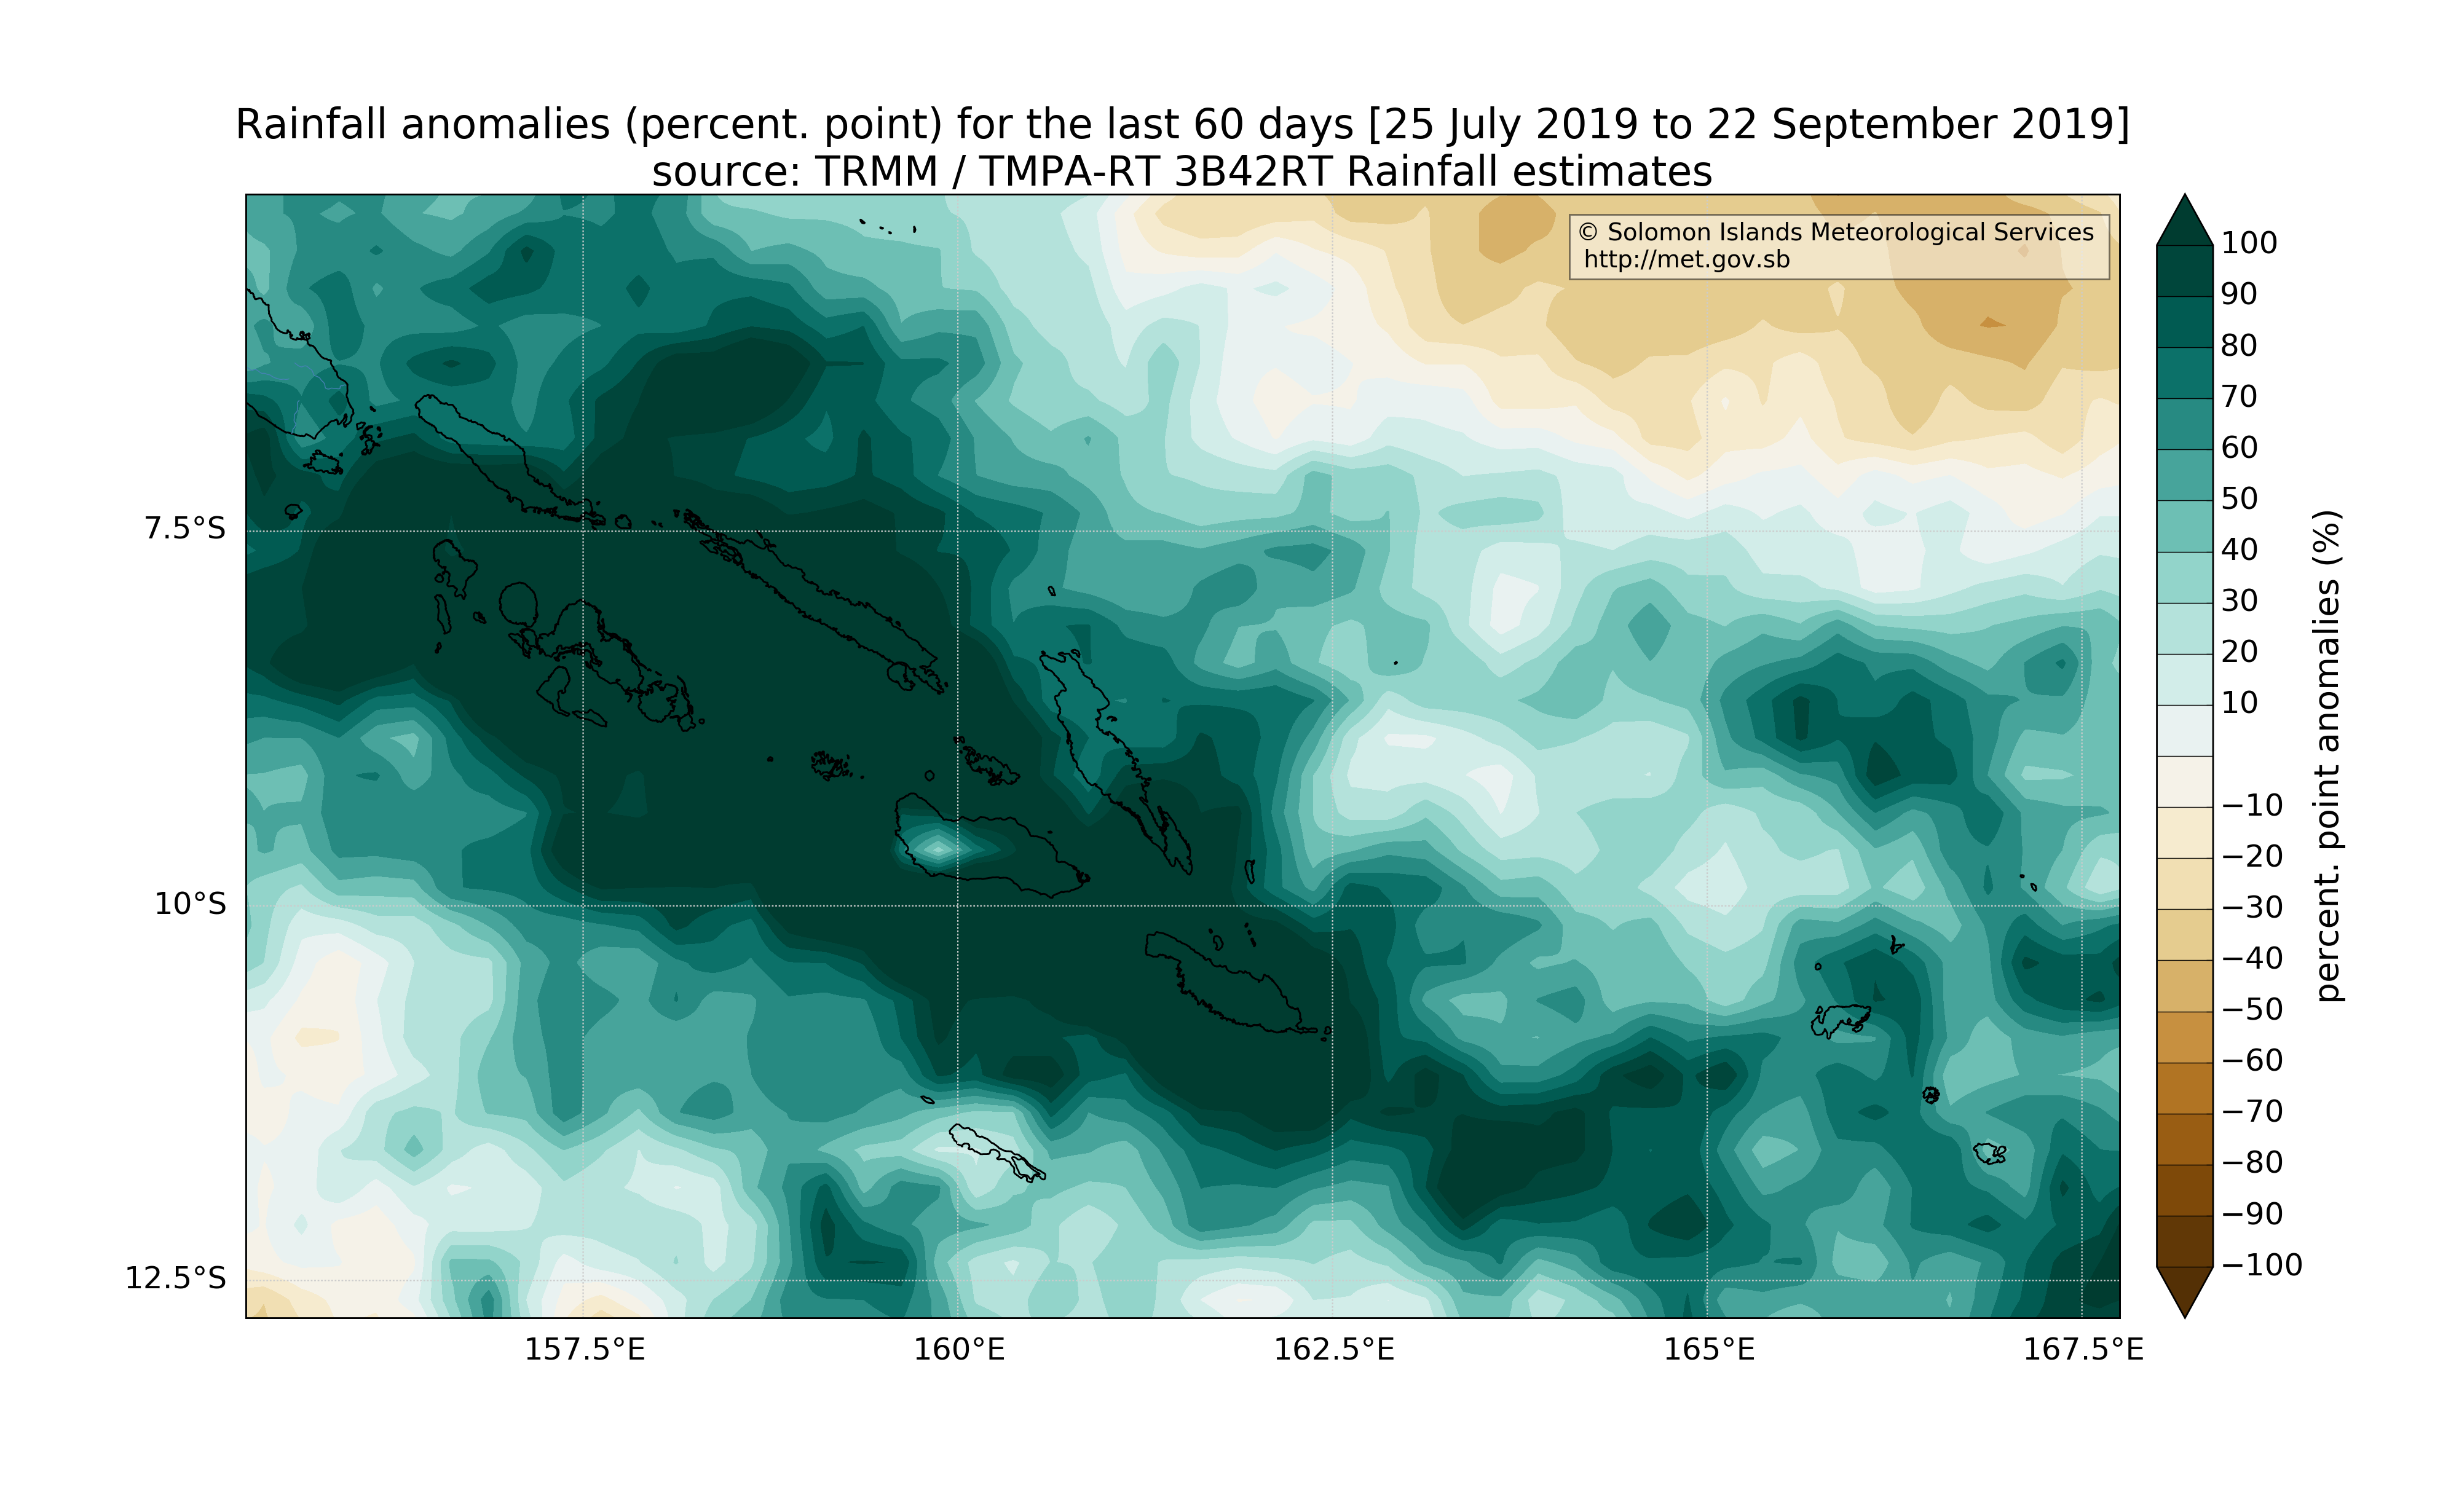 Rainfall anomalies (percent. point) for the last 60 days [25 July 2019 to 22 September 2019]
source: TRMM / TMPA-RT 3B42RT Rainfall estimates
© Solomon Islands Meteorological Services
http://met.gov.sb
7.5°S
10°S
12.5°S
157.5°E
160°E
162.5°E
165°E
167.5°E
100
90
80
70
60
50
40
30
20
10
−10
−20
−30
−40
−50
−60
−70
−80
−90
−100
percent. point anomalies (%)